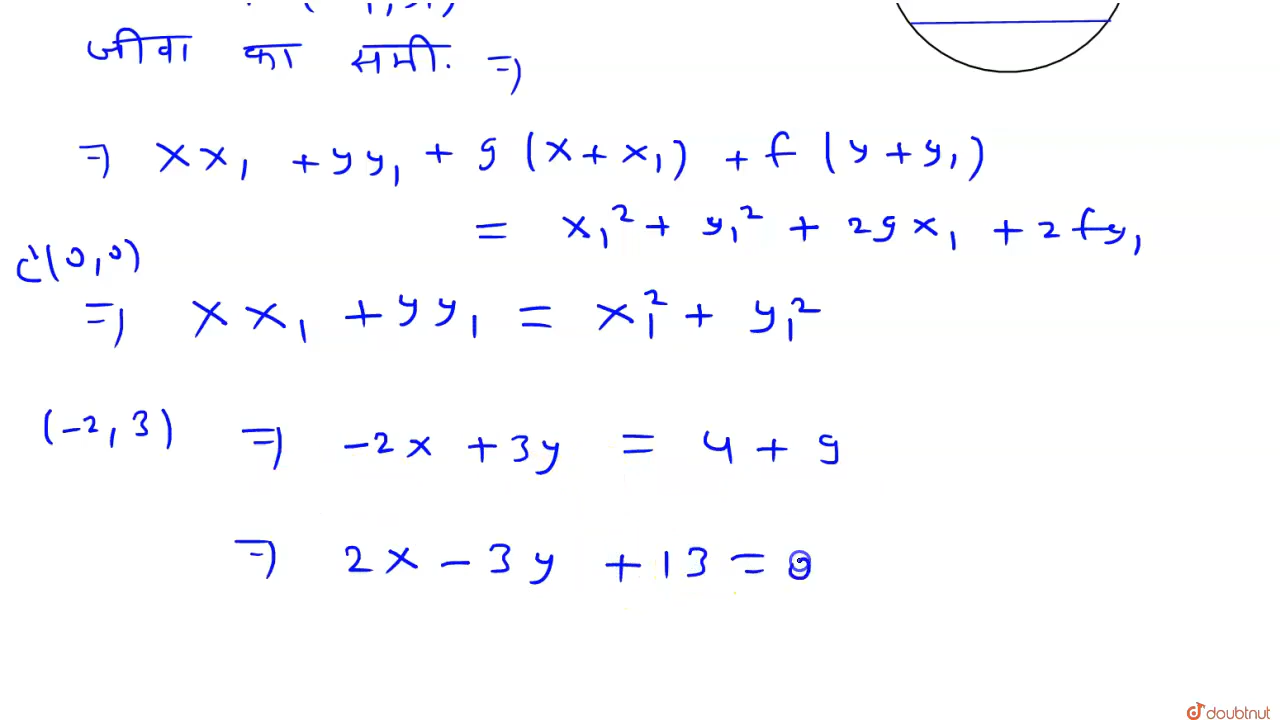 जीवा का समी. ⇒
⇒ xx₁ + yy₁ + g (x + x₁) + f (y + y₁)
= x₁² + y₁² + 2gx₁ + 2fy₁
C(0,0)
⇒ xx₁ + yy₁ = x₁² + y₁²
(-2, 3) ⇒ -2x + 3y = 4 + 9
⇒ 2x - 3y + 13 = 0
doubtnut